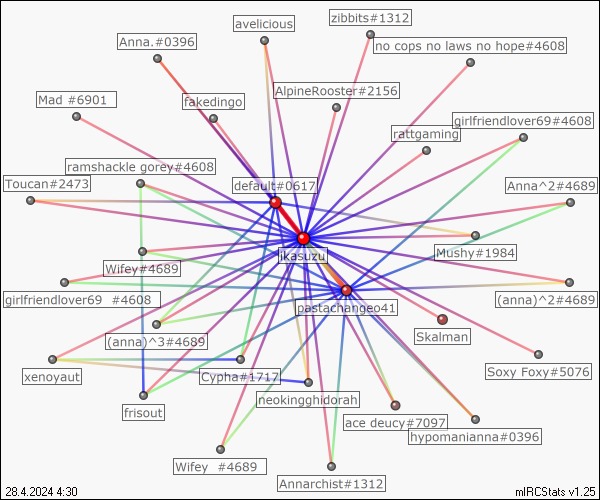 zibbits#1312
avelicious
Anna.#0396
no cops no laws no hope#4608
AlpineRooster#2156
Mad #6901
fakedingo
girlfriendlover69#4608
rattgaming
ramshackle gorey#4608
Toucan#2473
default#0617
Anna^2#4689
ikasuzu
Mushy#1984
Wifey#4689
girlfriendlover69 #4608
(anna)^2#4689
pastachangeo41
Skalman
(anna)^3#4689
Soxy Foxy#5076
xenoyaut
Cypha#1717
neokingghidorah
frisout
ace deucy#7097
hypomanianna#0396
Wifey #4689
Annarchist#1312
28.4.2024 4:30
mIRCStats v1.25